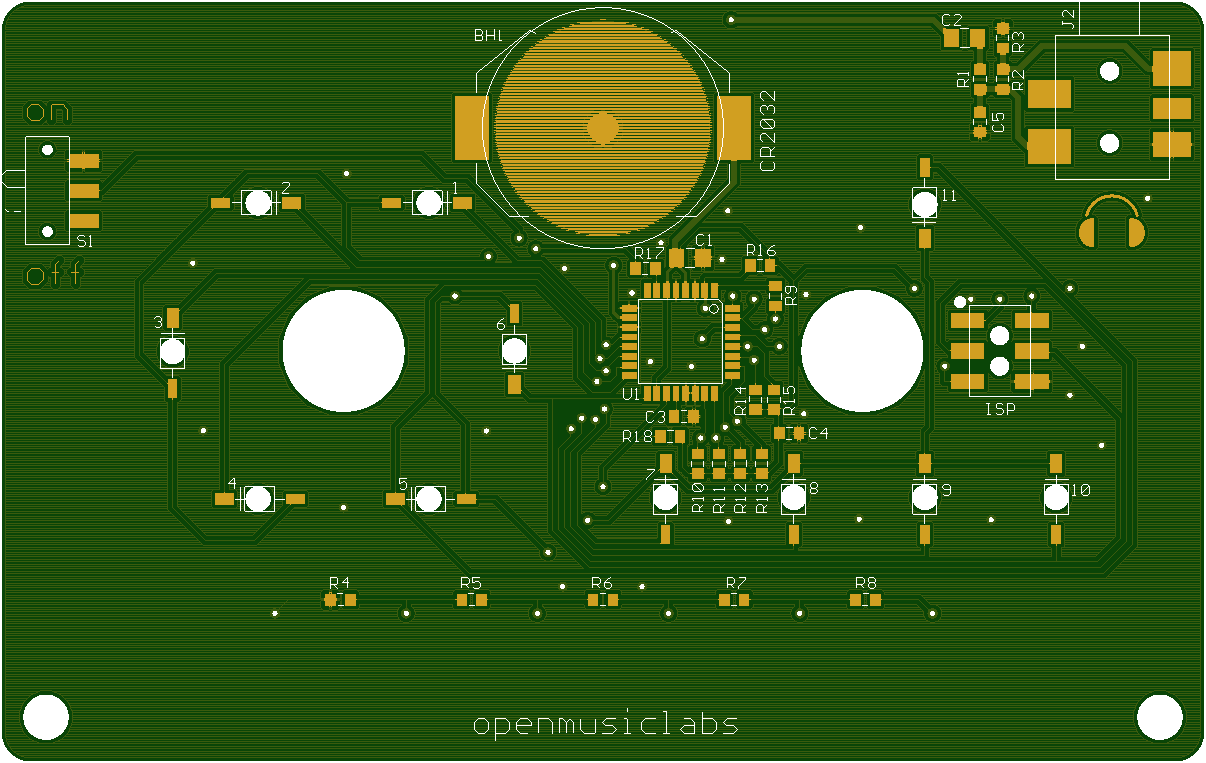 BH1
C2
J2
R3
R1
R2
CR2032
C5
on
2
1
11
S1
R17
C1
R16
off
R9
3
6
U1
R14
R15
ISP
C3
R18
C4
4
5
7
R10
R11
R12
R13
8
9
10
R4
R5
R6
R7
R8
openmusiclabs